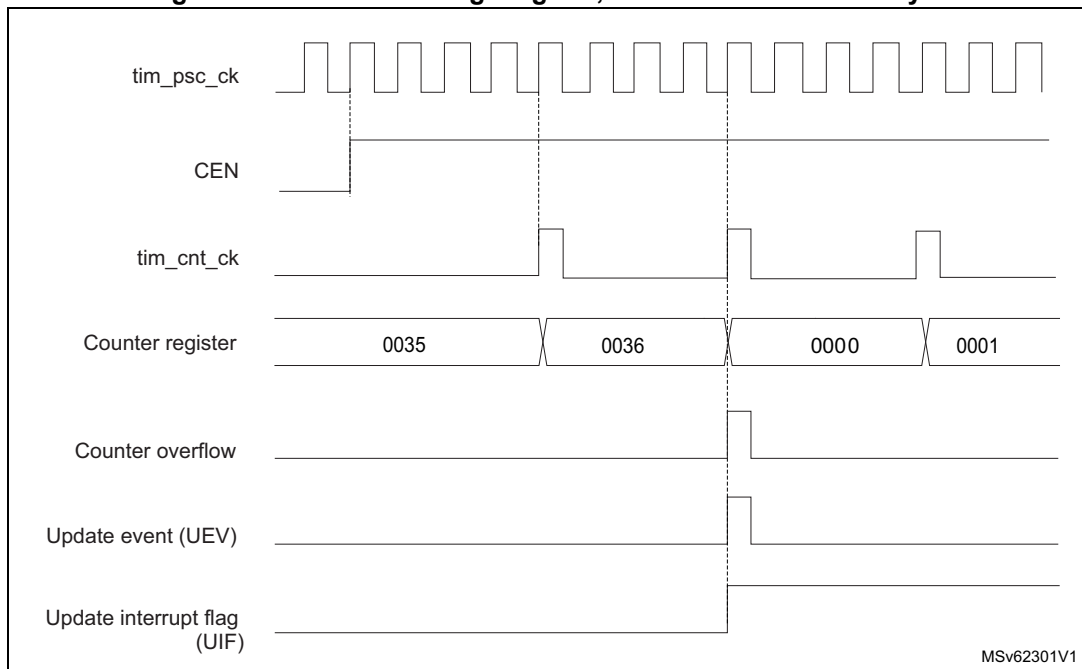 tim_psc_ck
CEN
tim_cnt_ck
Counter register
0035
0036
0000
0001
Counter overflow
Update event (UEV)
Update interrupt flag
(UIF)
MSv62301V1